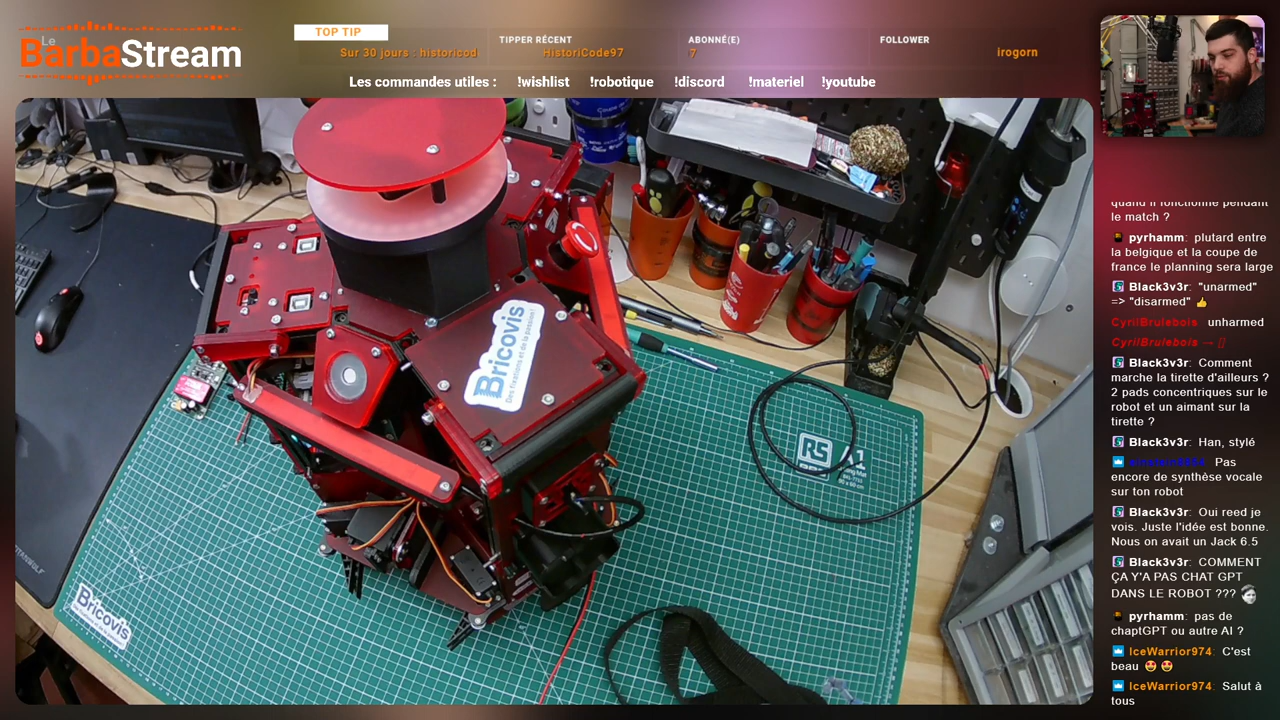 Le
BarbaStream
TOP TIP
Sur 30 jours : historicod
TIPPER RÉCENT
HistoriCode97
ABONNÉ(E)
7
FOLLOWER
irogorn
Les commandes utiles : !wishlist !robotique !discord !materiel !youtube
Bricovis
Des fixations et de la passion!
RS
A1
Bricovis
quand il fonctionne pendant
le match ?
pyrhamm: plutard entre
la belgique et la coupe de
france le planning sera large
Black3v3r: "unarmed"
=> "disarmed" 👍
CyrilBrulebois: unharmed
CyrilBrulebois → []
Black3v3r: Comment
marche la tirette d'ailleurs ?
2 pads concentriques sur le
robot et un aimant sur la
tirette ?
Black3v3r: Han, stylé
Pas
encore de synthèse vocale
sur ton robot
Black3v3r: Oui reed je
vois. Juste l'idée est bonne.
Nous on avait un Jack 6.5
Black3v3r: COMMENT
ÇA Y'A PAS CHAT GPT
DANS LE ROBOT ???
pyrhamm: pas de
chaptGPT ou autre AI ?
IceWarrior974: C'est
beau 😍 😍
IceWarrior974: Salut à
tous